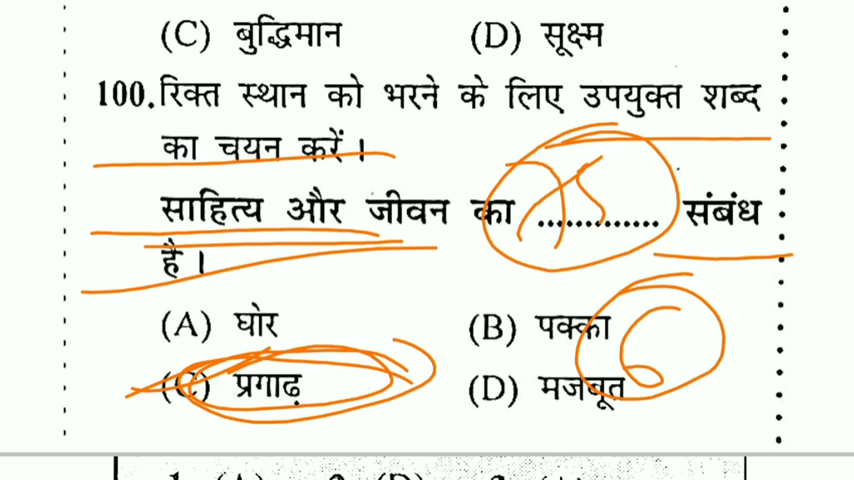 (C) बुद्धिमान (D) सूक्ष्म
100. रिक्त स्थान को भरने के लिए उपयुक्त शब्द
का चयन करें ।
साहित्य और जीवन का ............. संबंध
है ।
(A) घोर (B) पक्का
(C) प्रगाढ़ (D) मजबूत